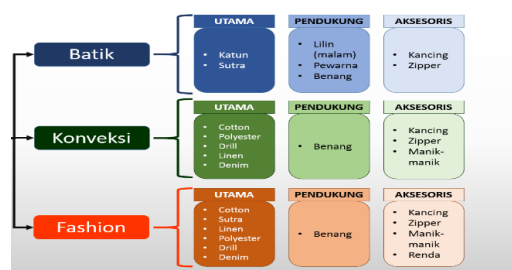 Batik
UTAMA
• Katun
• Sutra
PENDUKUNG
• Lilin
(malam)
• Pewarna
• Benang
AKSESORIS
• Kancing
• Zipper
Konveksi
UTAMA
• Cotton
• Polyester
• Drill
• Linen
• Denim
PENDUKUNG
• Benang
AKSESORIS
• Kancing
• Zipper
• Manik-
manik
Fashion
UTAMA
• Cotton
• Sutra
• Linen
• Polyester
• Drill
• Denim
PENDUKUNG
• Benang
AKSESORIS
• Kancing
• Zipper
• Manik-
manik
• Renda